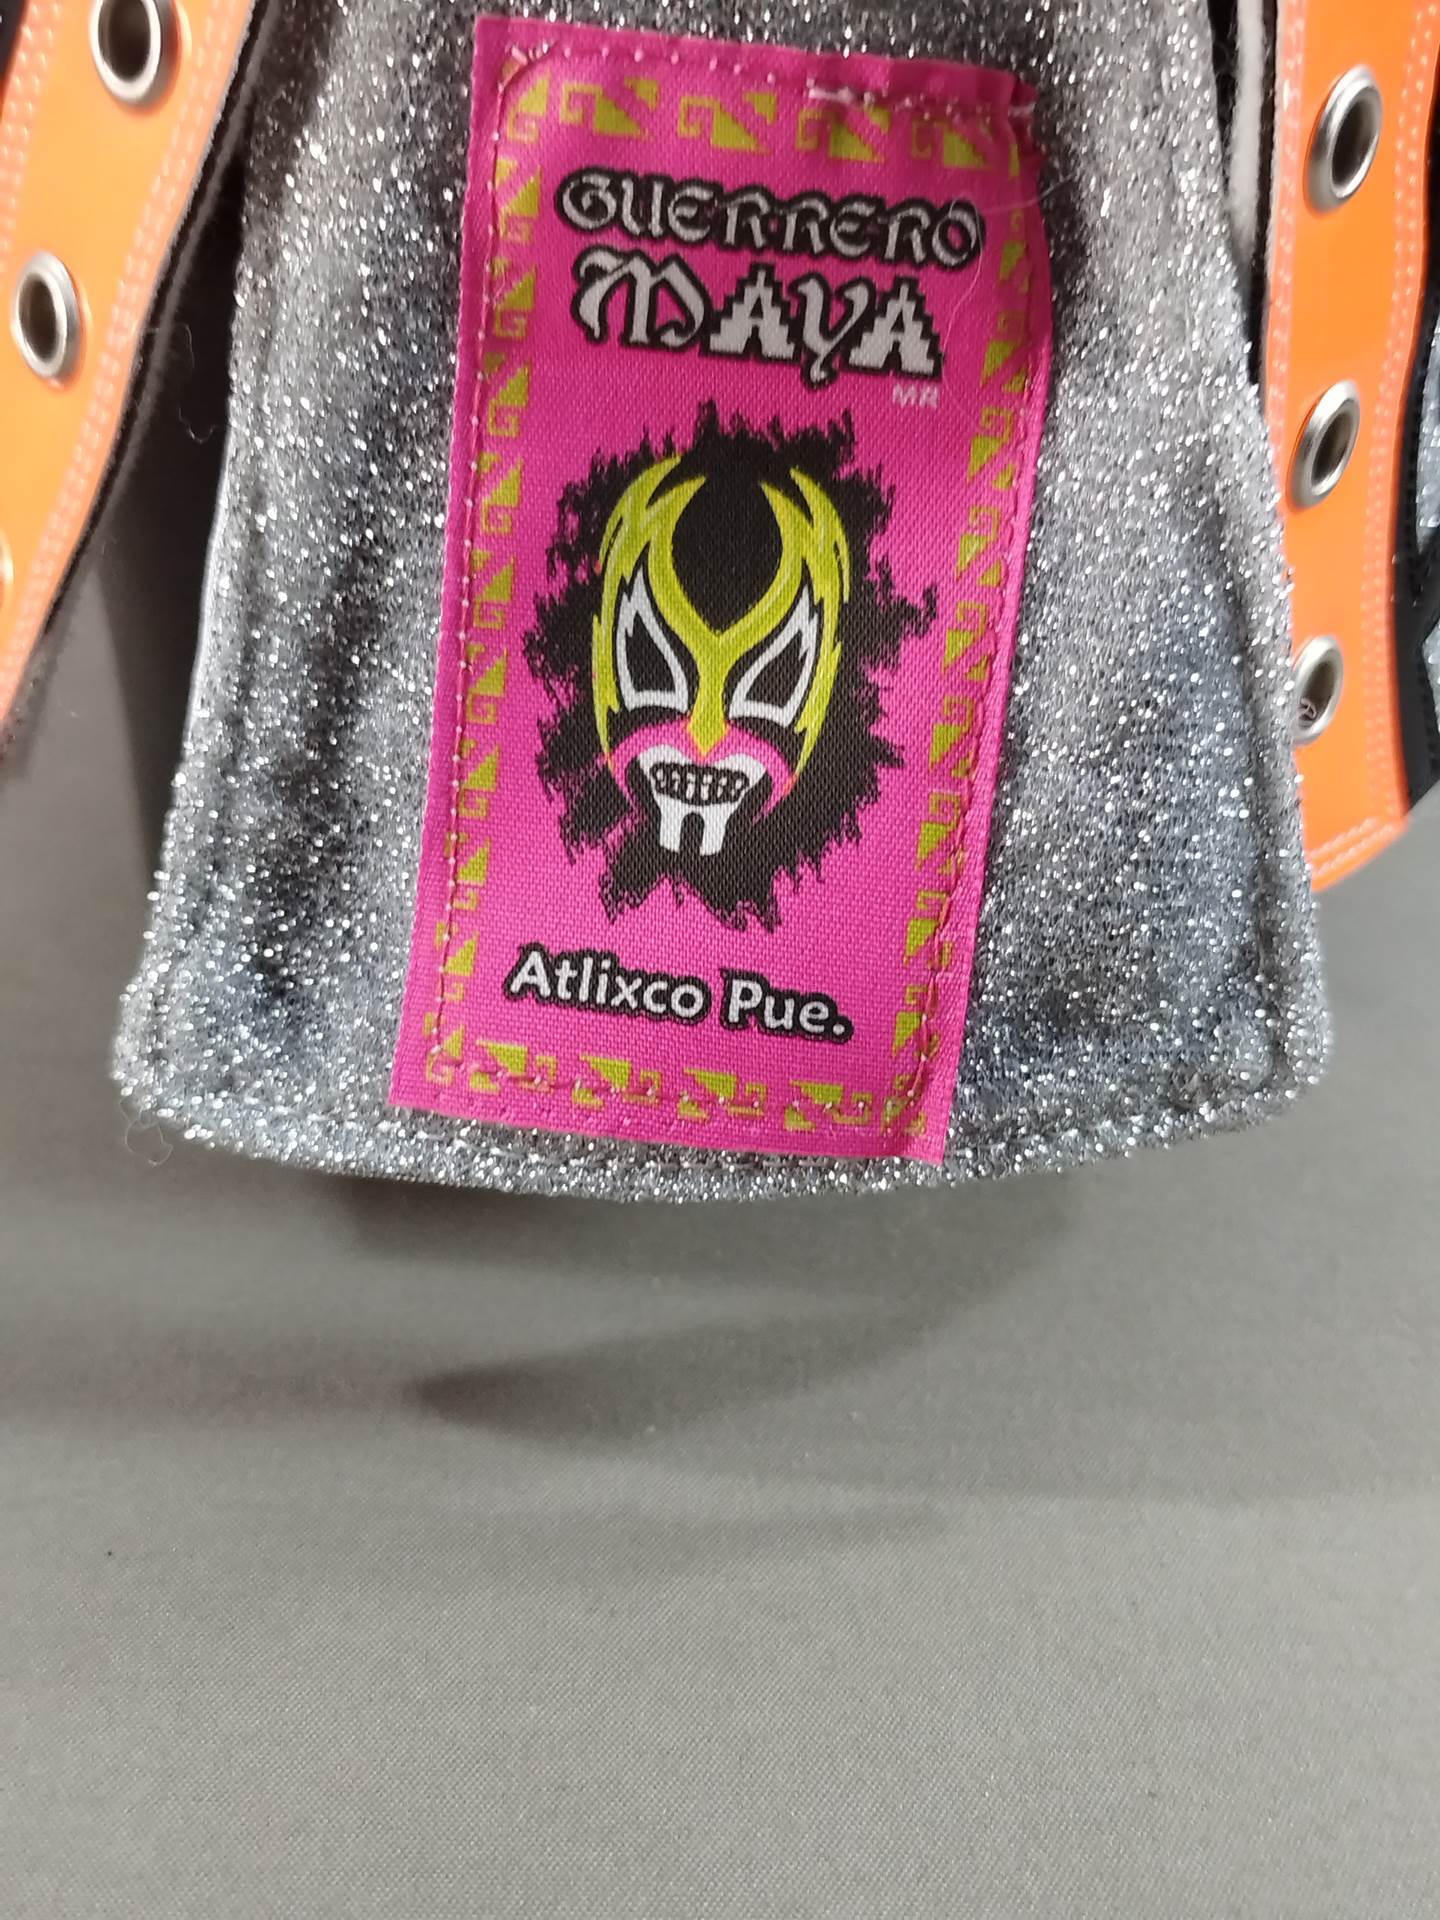 GUERRERO
MAYA
MR
Atlixco Pue.